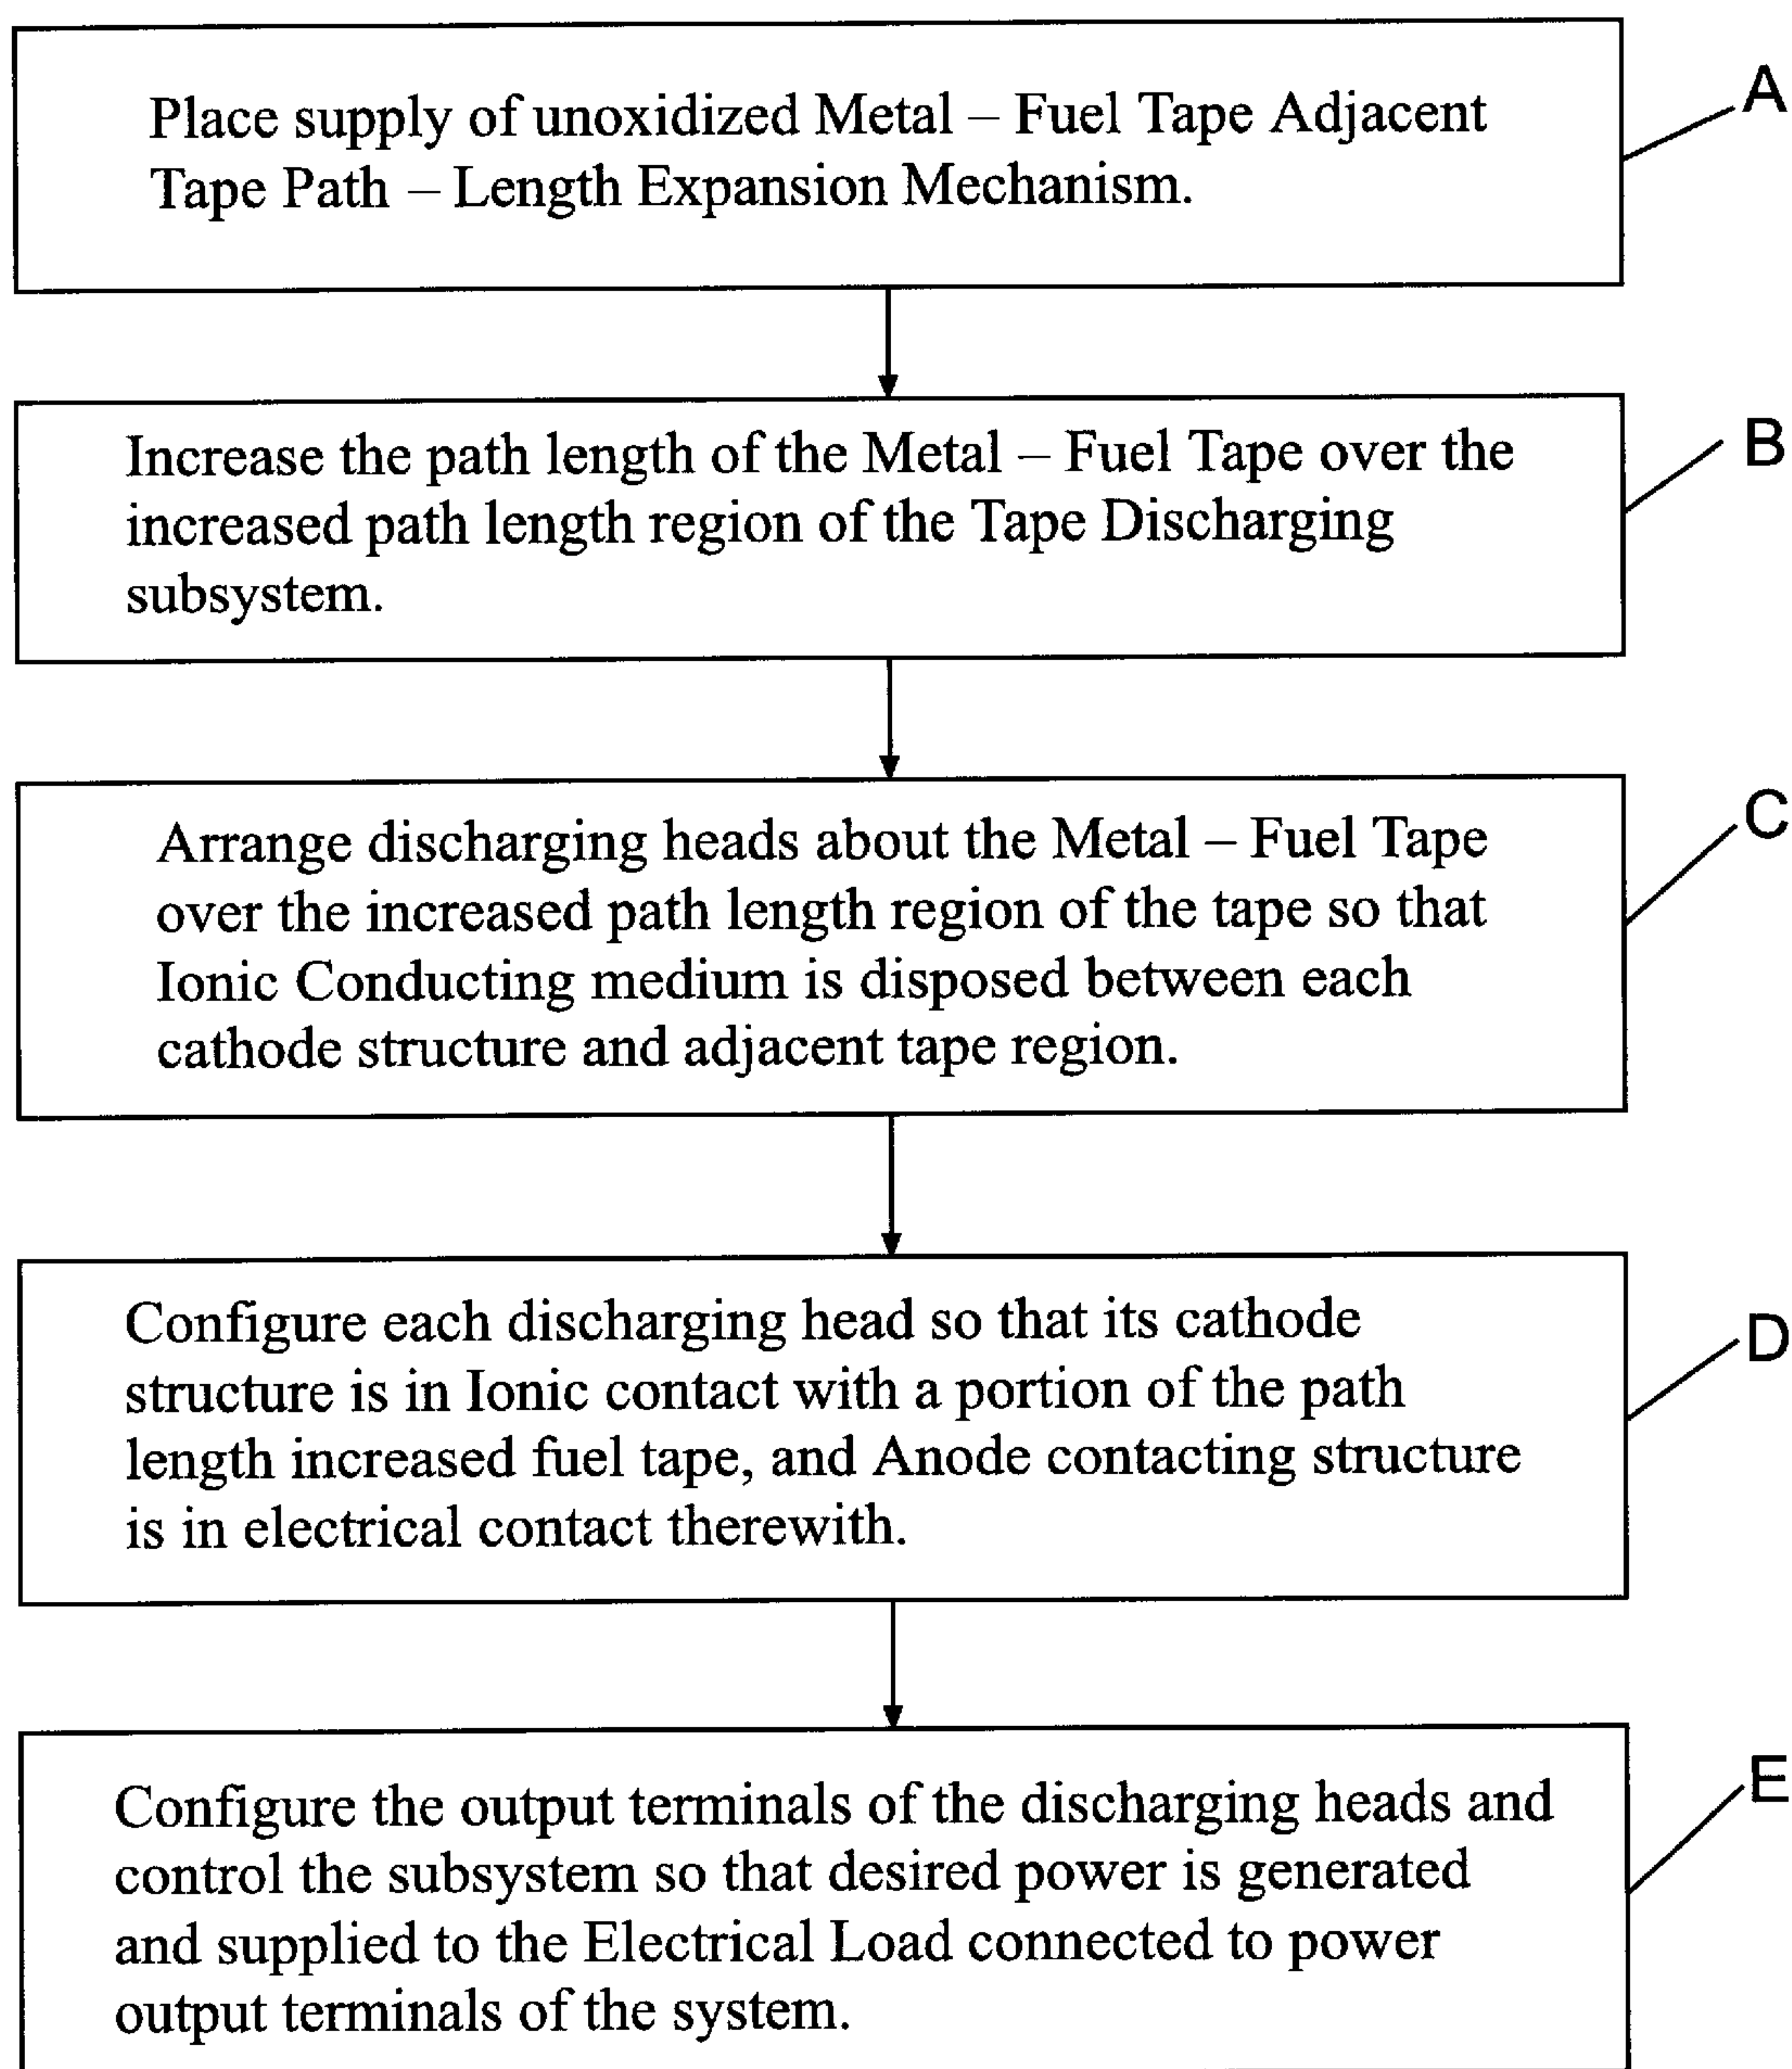 Place supply of unoxidized Metal – Fuel Tape Adjacent
Tape Path – Length Expansion Mechanism.
A
Increase the path length of the Metal – Fuel Tape over the
increased path length region of the Tape Discharging
subsystem.
B
Arrange discharging heads about the Metal – Fuel Tape
over the increased path length region of the tape so that
Ionic Conducting medium is disposed between each
cathode structure and adjacent tape region.
C
Configure each discharging head so that its cathode
structure is in Ionic contact with a portion of the path
length increased fuel tape, and Anode contacting structure
is in electrical contact therewith.
D
Configure the output terminals of the discharging heads and
control the subsystem so that desired power is generated
and supplied to the Electrical Load connected to power
output terminals of the system.
E